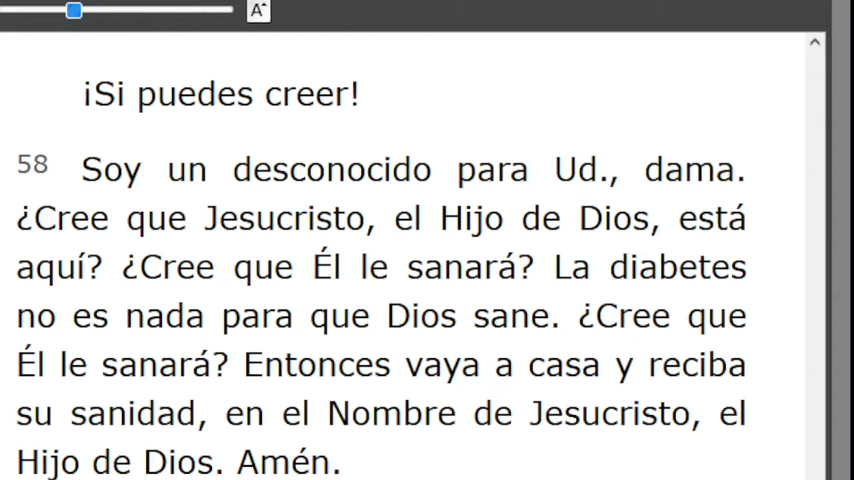 A
¡Si puedes creer!
58 Soy un desconocido para Ud., dama.
¿Cree que Jesucristo, el Hijo de Dios, está
aquí? ¿Cree que Él le sanará? La diabetes
no es nada para que Dios sane. ¿Cree que
Él le sanará? Entonces vaya a casa y reciba
su sanidad, en el Nombre de Jesucristo, el
Hijo de Dios. Amén.